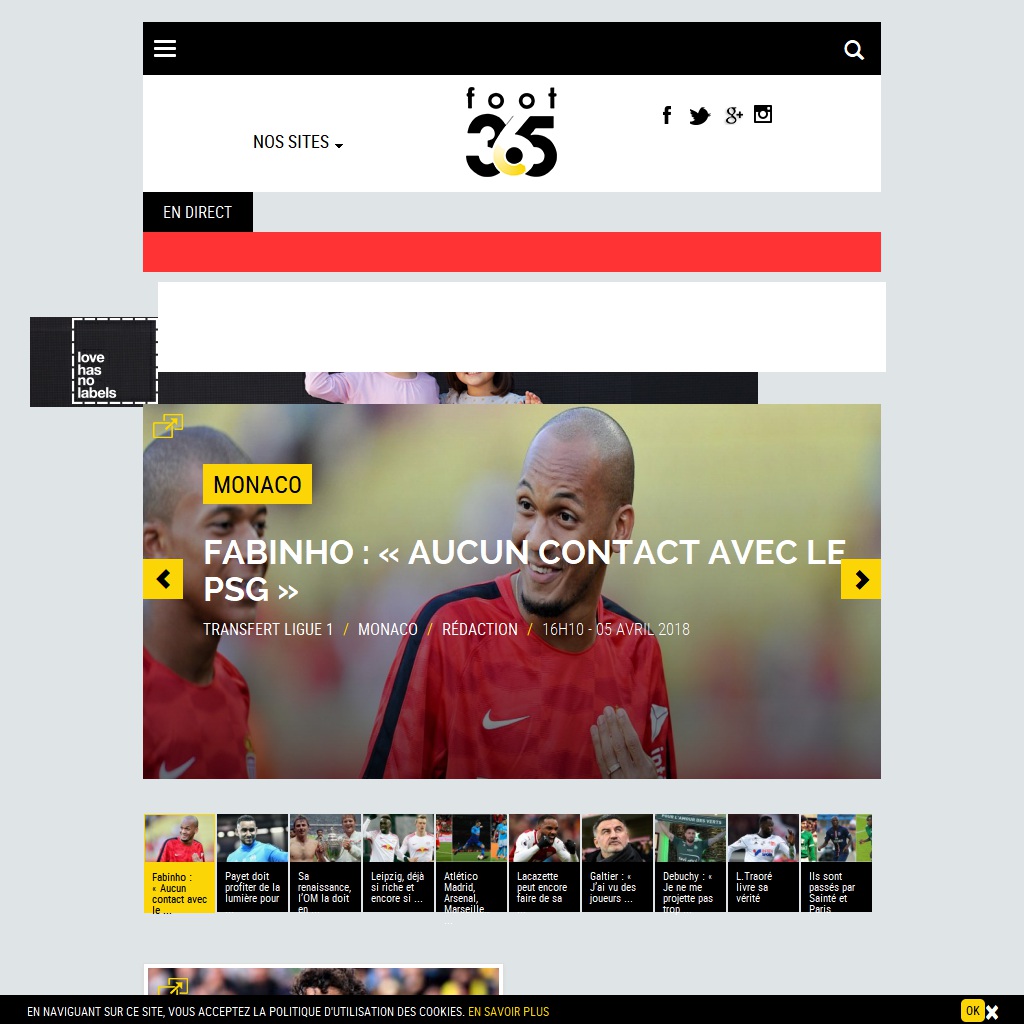 foot
365
NOS SITES
EN DIRECT
love
has
no
labels
MONACO
FABINHO : « AUCUN CONTACT AVEC LE
PSG »
TRANSFERT LIGUE 1 / MONACO / RÉDACTION / 16H10 - 05 AVRIL 2018
Fabinho :
« Aucun
contact avec
le ...
Payet doit
profiter de la
lumière pour
Sa
renaissance,
l’OM la doit
en
Leipzig, déjà
si riche et
encore si ...
Atlético
Madrid,
Arsenal,
Marseille
...
Lacazette
peut encore
faire de sa
Galtier : «
J’ai vu des
joueurs ...
POUR L'AMOUR DES VERTS
Debuchy : «
Je ne me
projette pas
trop
L.Traoré
livre sa
vérité
Ils sont
passés par
Sainté et
Paris
EN NAVIGUANT SUR CE SITE, VOUS ACCEPTEZ LA POLITIQUE D'UTILISATION DES COOKIES. EN SAVOIR PLUS
OK